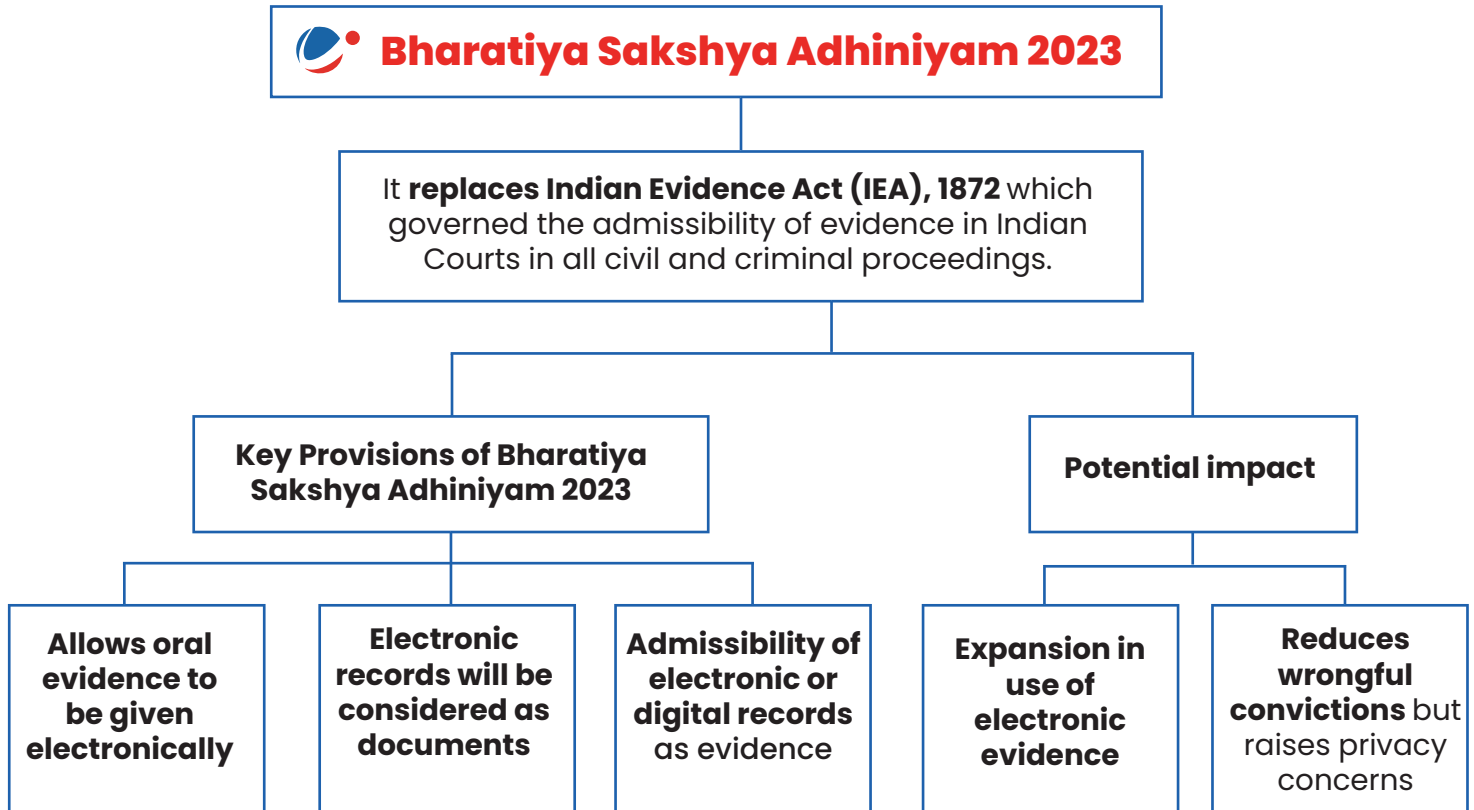 Bharatiya Sakshya Adhiniyam 2023
It replaces Indian Evidence Act (IEA), 1872 which
governed the admissibility of evidence in Indian
Courts in all civil and criminal proceedings.
Key Provisions of Bharatiya
Sakshya Adhiniyam 2023
Potential impact
Allows oral
evidence to
be given
electronically
Electronic
records will be
considered as
documents
Admissibility of
electronic or
digital records
as evidence
Expansion in
use of
electronic
evidence
Reduces
wrongful
convictions but
raises privacy
concerns